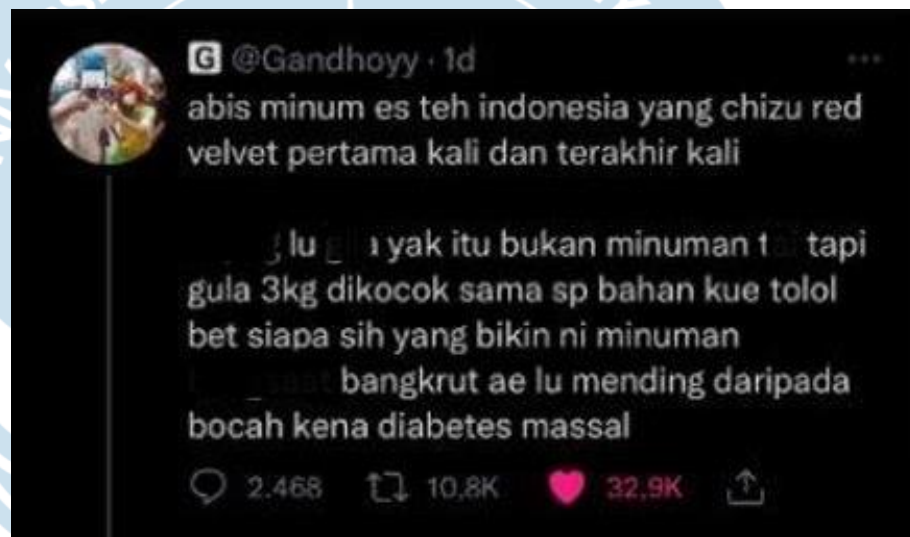 G @Gandhoyy · 1d
abis minum es teh indonesia yang chizu red
velvet pertama kali dan terakhir kali
lu yak itu bukan minuman tapi
gula 3kg dikocok sama sp bahan kue tolol
bet siapa sih yang bikin ni minuman
bangkrut ae lu mending daripada
bocah kena diabetes massal
2.468 10,8K 32,9K